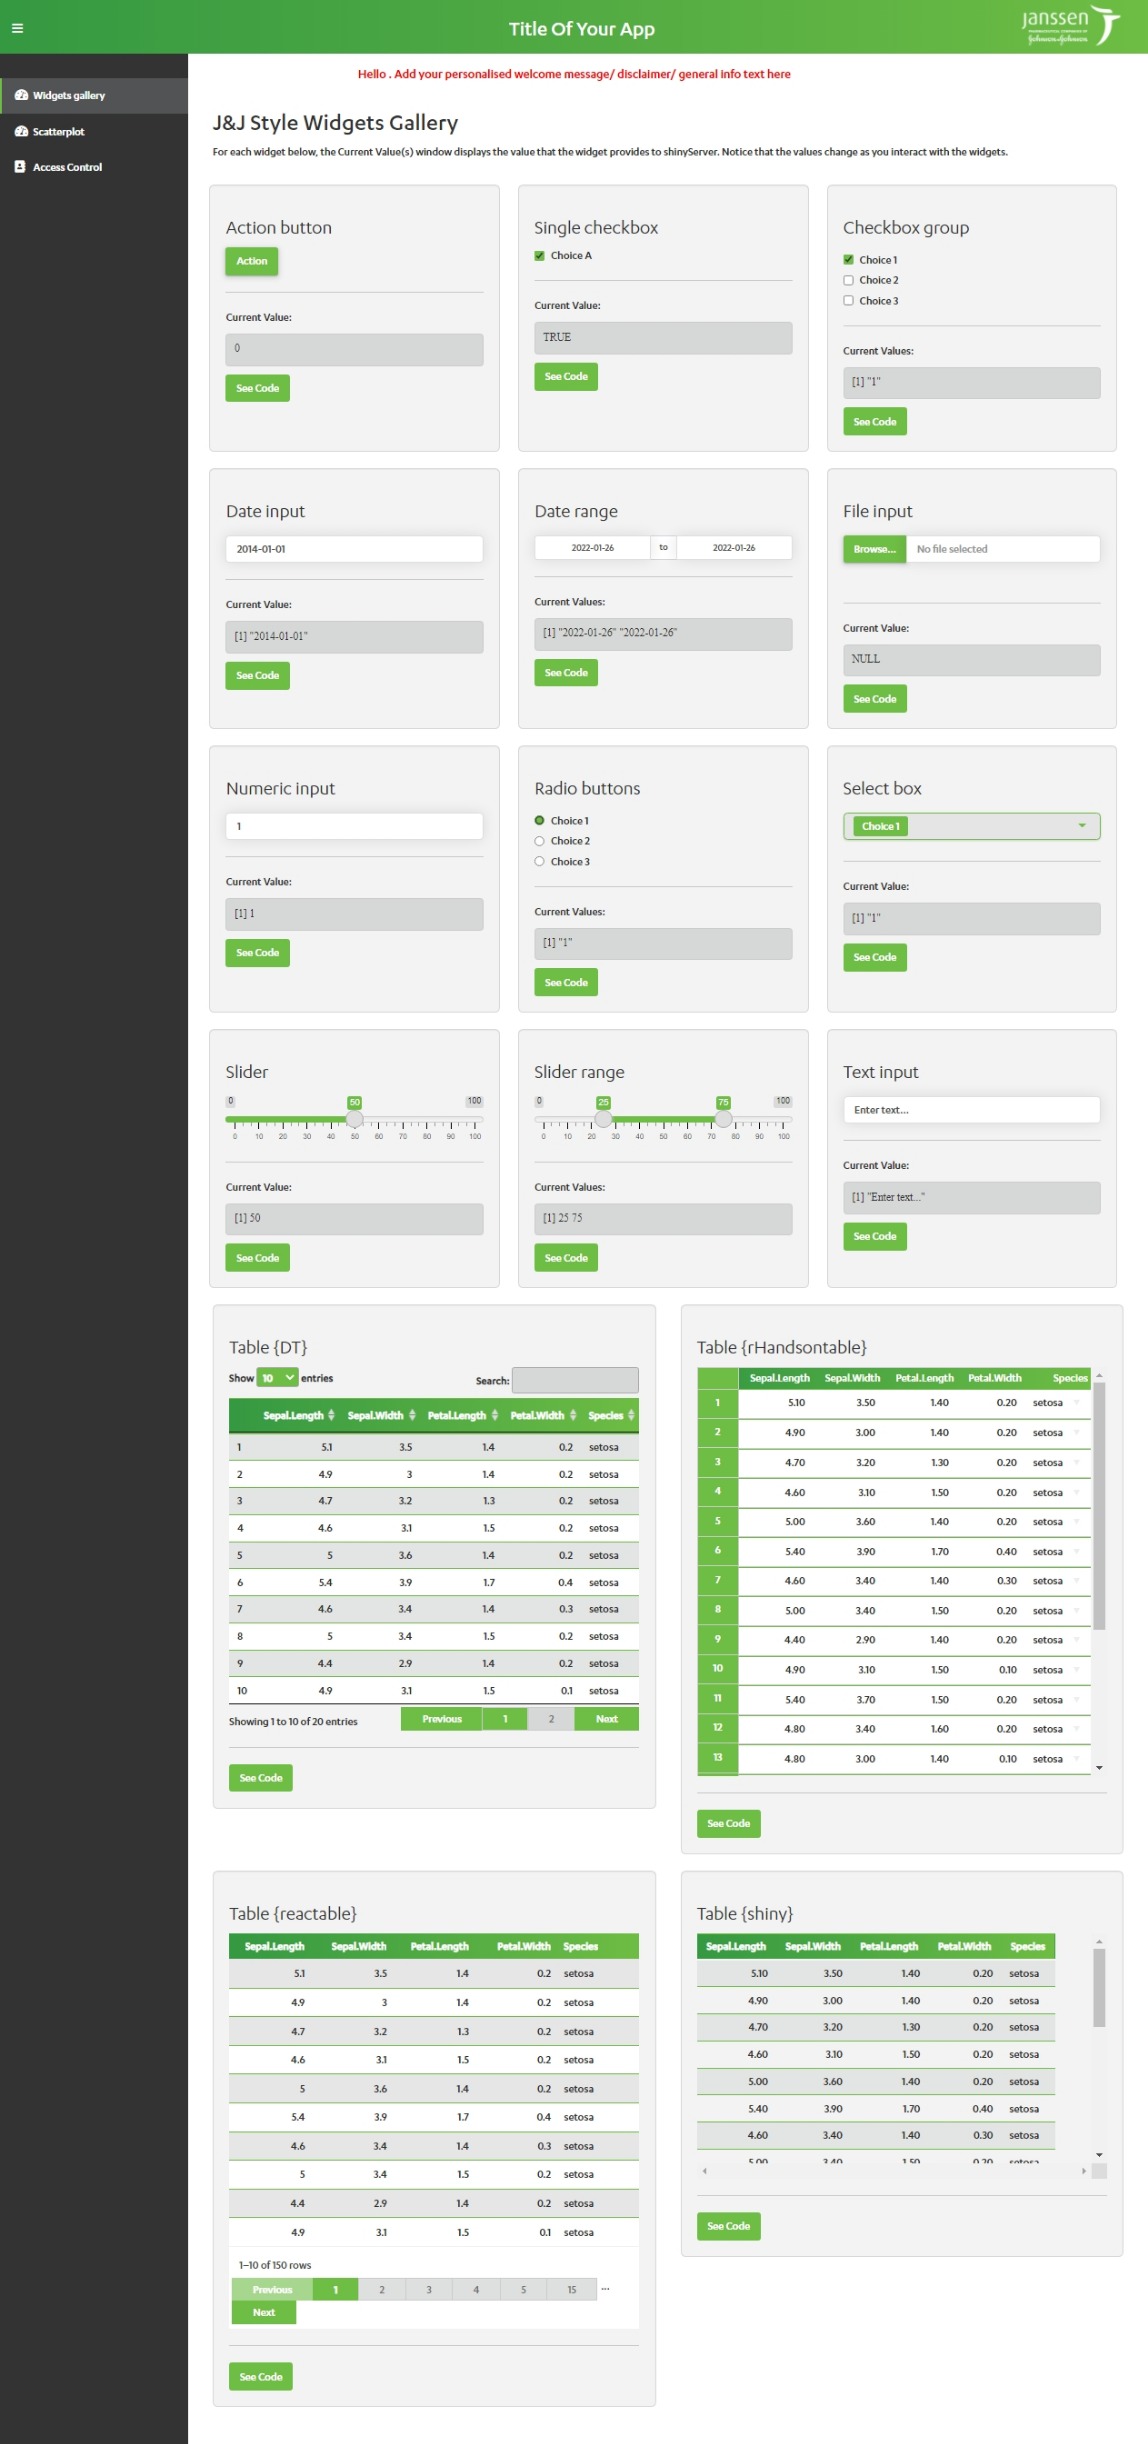 Title Of Your App
janssen
PHARMACEUTICAL COMPANIES OF
Johnson & Johnson
Widgets gallery
Scatterplot
Access Control
Hello . Add your personalised welcome message/ disclaimer/ general info text here
J&J Style Widgets Gallery
For each widget below, the Current Value(s) window displays the value that the widget provides to shinyServer. Notice that the values change as you interact with the widgets.
Action button
Action
Current Value:
0
See Code
Single checkbox
Choice A
Current Value:
TRUE
See Code
Checkbox group
Choice 1
Choice 2
Choice 3
Current Values:
[1] "1"
See Code
Date input
2014-01-01
Current Value:
[1] "2014-01-01"
See Code
Date range
2022-01-26 to 2022-01-26
Current Values:
[1] "2022-01-26" "2022-01-26"
See Code
File input
Browse... No file selected
Current Value:
NULL
See Code
Numeric input
1
Current Value:
[1] 1
See Code
Radio buttons
Choice 1
Choice 2
Choice 3
Current Values:
[1] "1"
See Code
Select box
Choice 1
Current Value:
[1] "1"
See Code
Slider
0 50 100
0 10 20 30 40 50 60 70 80 90 100
Current Value:
[1] 50
See Code
Slider range
0 25 75 100
0 10 20 30 40 50 60 70 80 90 100
Current Values:
[1] 25 75
See Code
Text input
Enter text...
Current Value:
[1] "Enter text..."
See Code
Table {DT}
Show 10 entries Search:
Sepal.Length Sepal.Width Petal.Length Petal.Width Species
1 5.1 3.5 1.4 0.2 setosa
2 4.9 3 1.4 0.2 setosa
3 4.7 3.2 1.3 0.2 setosa
4 4.6 3.1 1.5 0.2 setosa
5 5 3.6 1.4 0.2 setosa
6 5.4 3.9 1.7 0.4 setosa
7 4.6 3.4 1.4 0.3 setosa
8 5 3.4 1.5 0.2 setosa
9 4.4 2.9 1.4 0.2 setosa
10 4.9 3.1 1.5 0.1 setosa
Showing 1 to 10 of 20 entries Previous 1 2 Next
See Code
Table {rHandsontable}
Sepal.Length Sepal.Width Petal.Length Petal.Width Species
1 5.10 3.50 1.40 0.20 setosa
2 4.90 3.00 1.40 0.20 setosa
3 4.70 3.20 1.30 0.20 setosa
4 4.60 3.10 1.50 0.20 setosa
5 5.00 3.60 1.40 0.20 setosa
6 5.40 3.90 1.70 0.40 setosa
7 4.60 3.40 1.40 0.30 setosa
8 5.00 3.40 1.50 0.20 setosa
9 4.40 2.90 1.40 0.20 setosa
10 4.90 3.10 1.50 0.10 setosa
11 5.40 3.70 1.50 0.20 setosa
12 4.80 3.40 1.60 0.20 setosa
13 4.80 3.00 1.40 0.10 setosa
See Code
Table {reactable}
Sepal.Length Sepal.Width Petal.Length Petal.Width Species
5.1 3.5 1.4 0.2 setosa
4.9 3 1.4 0.2 setosa
4.7 3.2 1.3 0.2 setosa
4.6 3.1 1.5 0.2 setosa
5 3.6 1.4 0.2 setosa
5.4 3.9 1.7 0.4 setosa
4.6 3.4 1.4 0.3 setosa
5 3.4 1.5 0.2 setosa
4.4 2.9 1.4 0.2 setosa
4.9 3.1 1.5 0.1 setosa
1–10 of 150 rows
Previous 1 2 3 4 5 15 ...
Next
See Code
Table {shiny}
Sepal.Length Sepal.Width Petal.Length Petal.Width Species
5.10 3.50 1.40 0.20 setosa
4.90 3.00 1.40 0.20 setosa
4.70 3.20 1.30 0.20 setosa
4.60 3.10 1.50 0.20 setosa
5.00 3.60 1.40 0.20 setosa
5.40 3.90 1.70 0.40 setosa
4.60 3.40 1.40 0.30 setosa
5.00 3.40 1.50 0.20 setosa
See Code